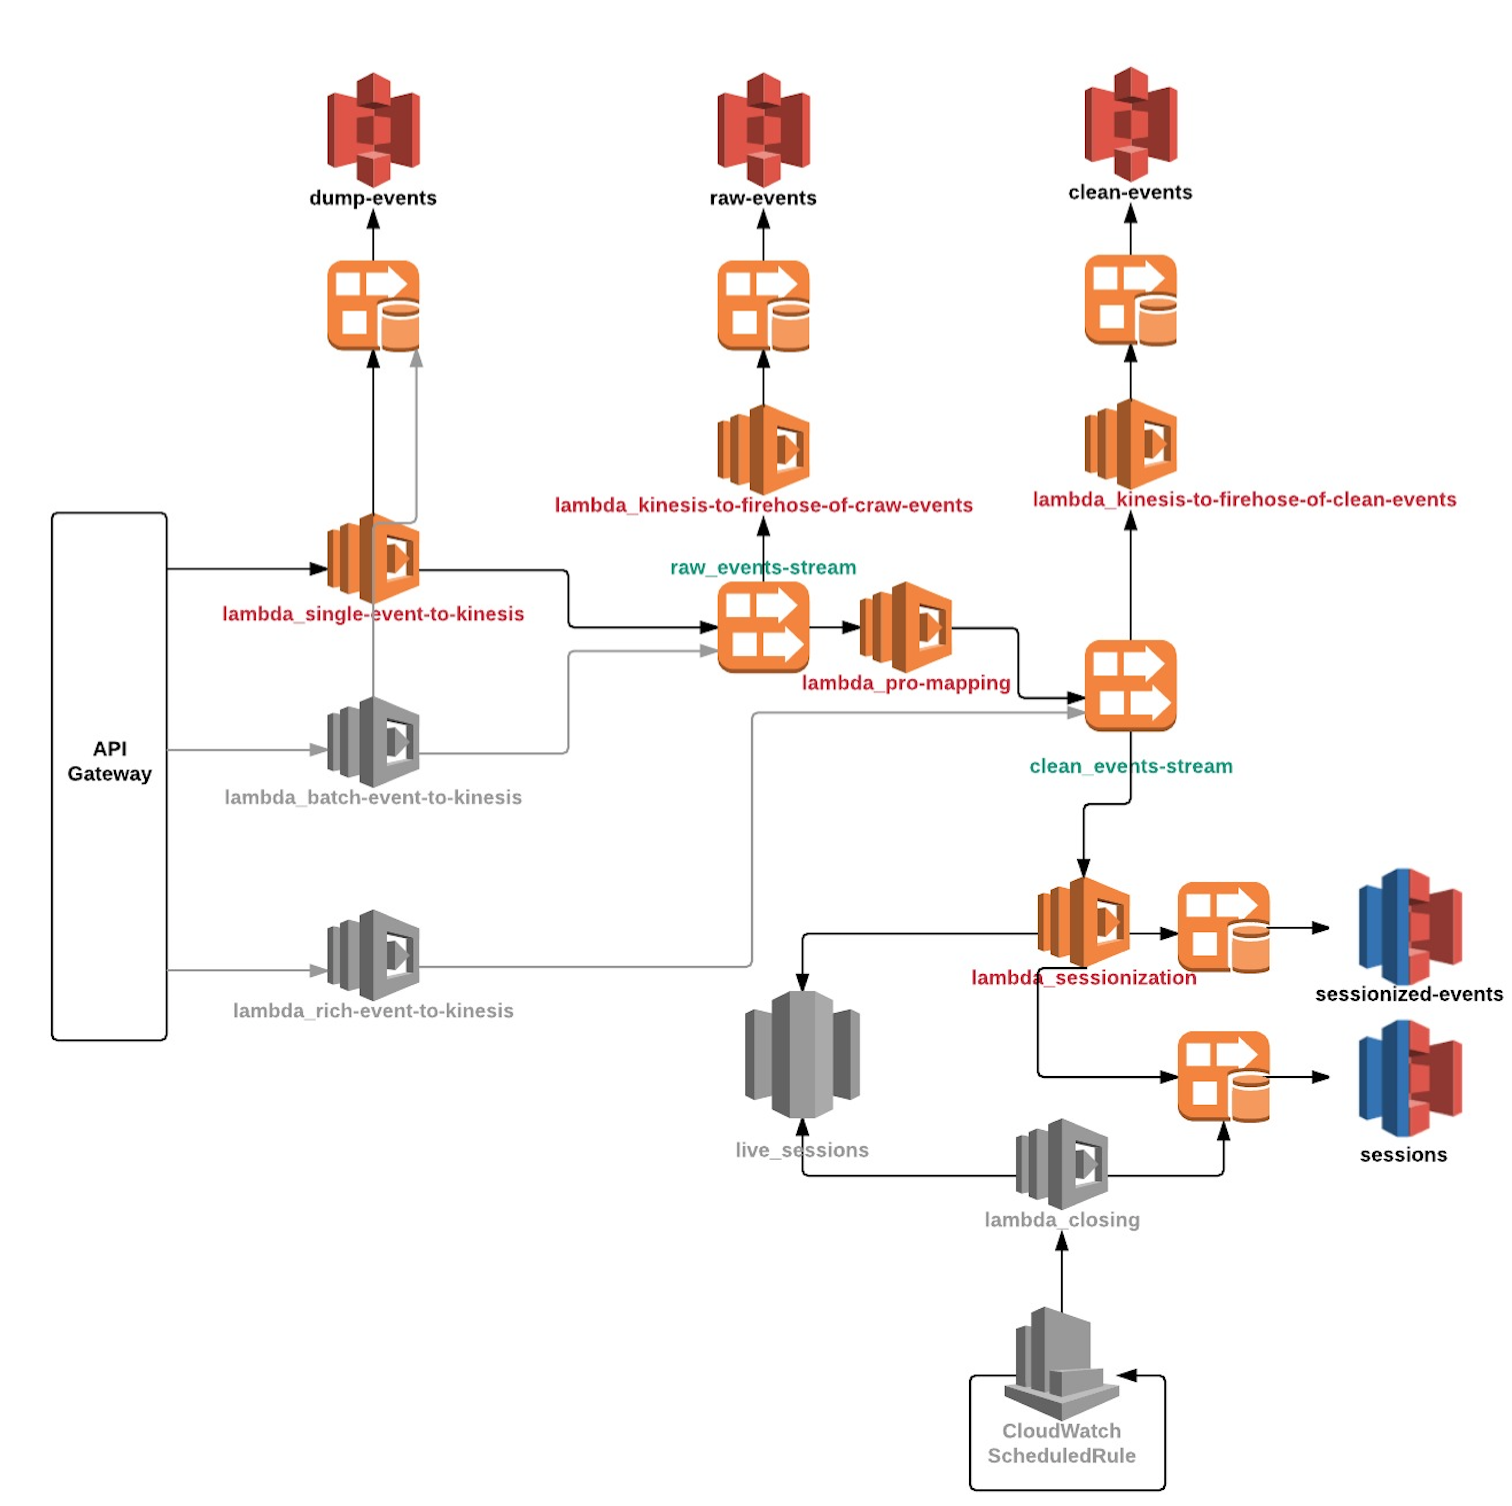 dump-events
raw-events
clean-events
lambda_kinesis-to-firehose-of-craw-events
lambda_kinesis-to-firehose-of-clean-events
raw_events-stream
lambda_single-event-to-kinesis
lambda_pro-mapping
API
Gateway
clean_events-stream
lambda_batch-event-to-kinesis
lambda_sessionization
sessionized-events
lambda_rich-event-to-kinesis
live_sessions
sessions
lambda_closing
CloudWatch
ScheduledRule